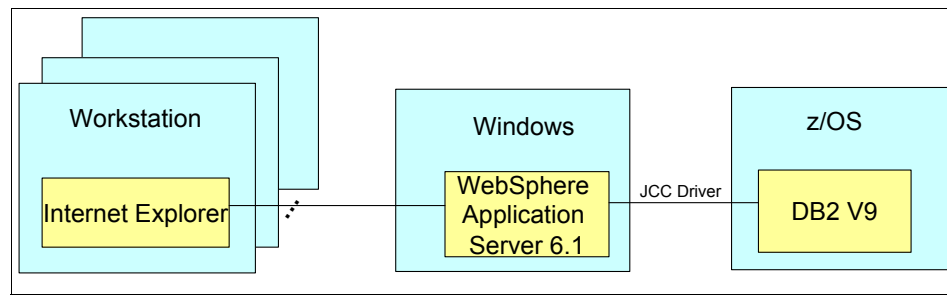 Workstation
Internet Explorer
Windows
WebSphere
Application
Server 6.1
JCC Driver
z/OS
DB2 V9